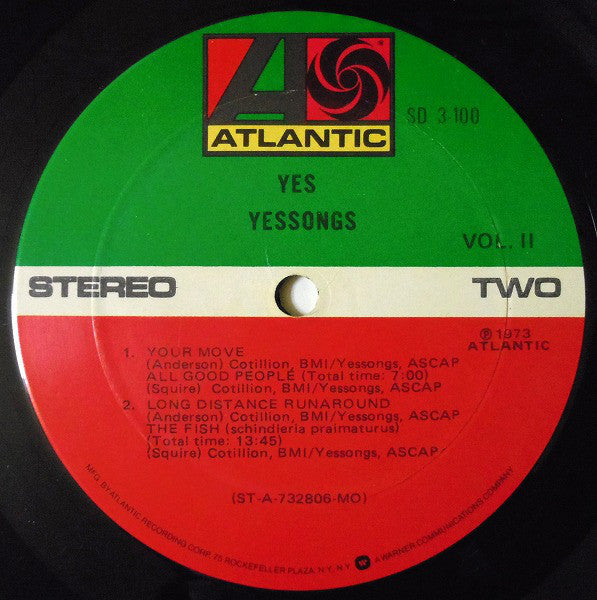 A
ATLANTIC
SD 3-100
YES
YESSONGS
VOL. II
STEREO
TWO
℗ 1973
ATLANTIC
1. YOUR MOVE
(Anderson) Cotillion, BMI/Yessongs, ASCAP
ALL GOOD PEOPLE (Total time: 7:00)
(Squire) Cotillion, BMI/Yessongs, ASCAP
2. LONG DISTANCE RUNAROUND
(Anderson) Cotillion, BMI/Yessongs, ASCAP
THE FISH (schindieria praimaturus)
(Total time: 13:45)
(Squire) Cotillion, BMI/Yessongs, ASCAP
(ST-A-732806-MO)
MFG. BY ATLANTIC RECORDING CORP. 75 ROCKEFELLER PLAZA, N.Y., N.Y. W A WARNER COMMUNICATIONS COMPANY